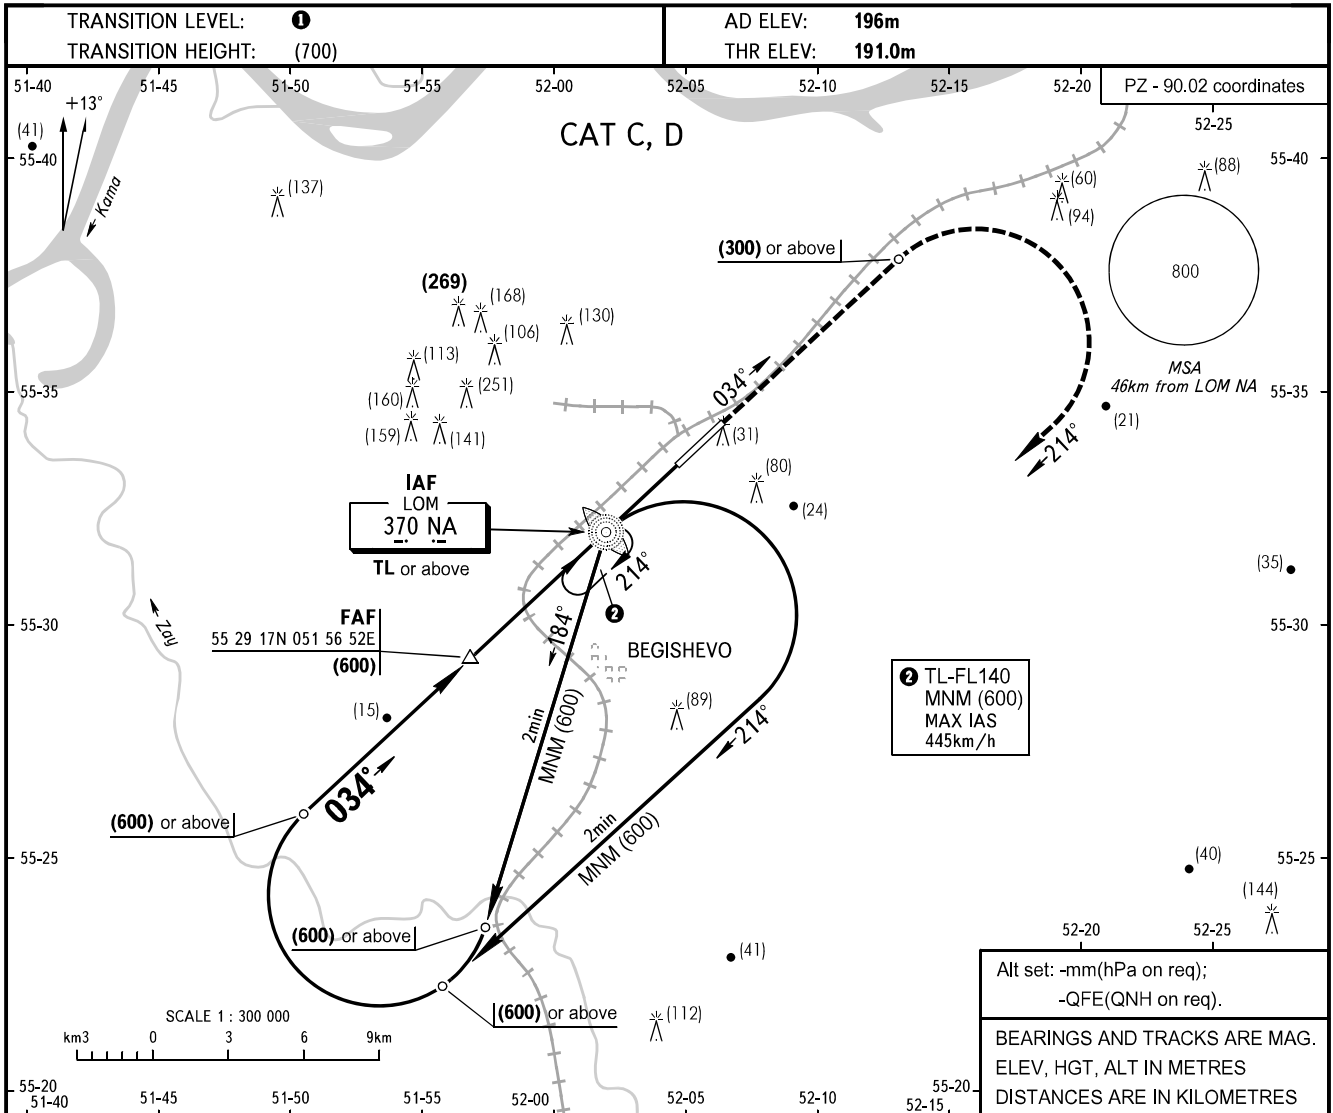 TRANSITION LEVEL: ❶
TRANSITION HEIGHT: (700)
AD ELEV: 196m
THR ELEV: 191.0m
51-40 51-45 51-50 51-55 52-00 52-05 52-10 52-15 52-20
PZ - 90.02 coordinates
52-25
+13°
(41)
55-40
55-40
CAT C, D
Kama
(137)
(88)
(60)
(94)
(300) or above
800
(269)
(168)
(130)
(106)
(113)
(251)
(160)
(159)
(141)
55-35
55-35
MSA
46km from LOM NA
034°
(31)
(21)
214°
(80)
(24)
IAF
LOM
370 NA
TL or above
214°
❷
(35)
184°
FAF
55 29 17N 051 56 52E
(600)
Zay
55-30
55-30
BEGISHEVO
❷ TL-FL140
MNM (600)
MAX IAS
445km/h
(15)
(89)
2min
MNM (600)
214°
034°
(600) or above
2min
MNM (600)
55-25
55-25
(40)
(144)
(600) or above
(41)
52-20 52-25
(600) or above
(112)
Alt set: -mm(hPa on req);
-QFE(QNH on req).
SCALE 1 : 300 000
km3 0 3 6 9km
BEARINGS AND TRACKS ARE MAG.
ELEV, HGT, ALT IN METRES
DISTANCES ARE IN KILOMETRES
55-20
55-20
51-40 51-45 51-50 51-55 52-00 52-05 52-10 52-15